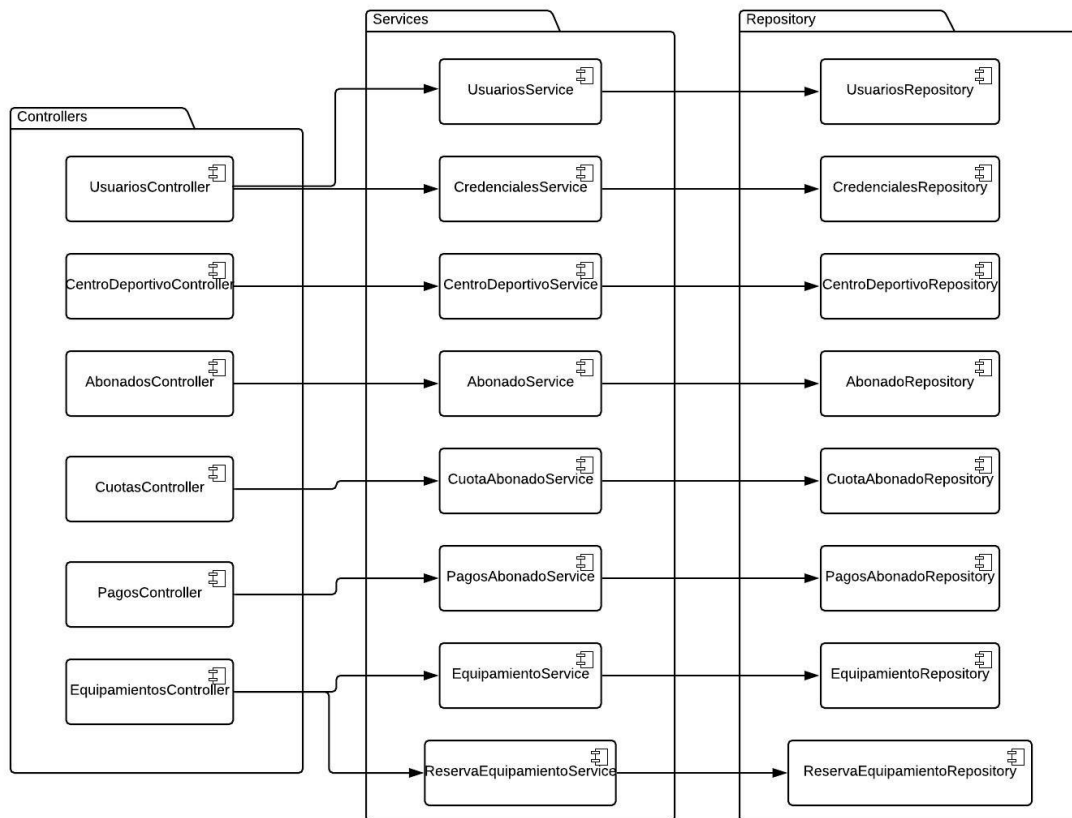 Services
Repository
UsuariosService
UsuariosRepository
Controllers
UsuariosController
CredencialesService
CredencialesRepository
CentroDeportivoController
CentroDeportivoService
CentroDeportivoRepository
AbonadosController
AbonadoService
AbonadoRepository
CuotasController
CuotaAbonadoService
CuotaAbonadoRepository
PagosController
PagosAbonadoService
PagosAbonadoRepository
EquipamientosController
EquipamientoService
EquipamientoRepository
ReservaEquipamientoService
ReservaEquipamientoRepository